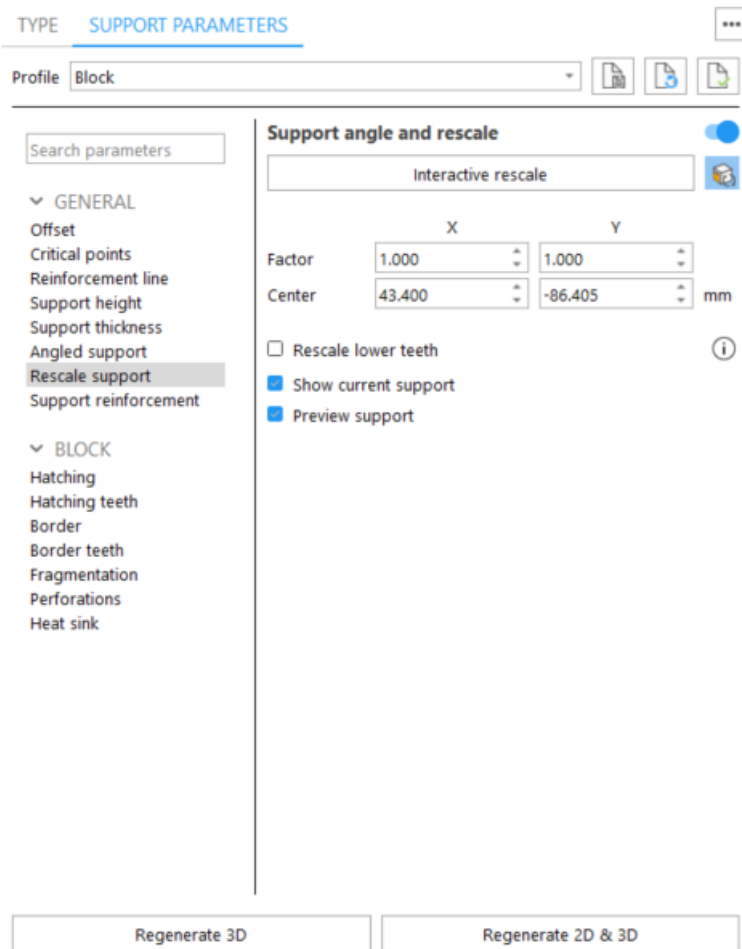 TYPE SUPPORT PARAMETERS
Profile Block
Search parameters
GENERAL
Offset
Critical points
Reinforcement line
Support height
Support thickness
Angled support
Rescale support
Support reinforcement
BLOCK
Hatching
Hatching teeth
Border
Border teeth
Fragmentation
Perforations
Heat sink
Support angle and rescale
Interactive rescale
X Y
Factor 1.000 1.000
Center 43.400 -86.405 mm
Rescale lower teeth
Show current support
Preview support
Regenerate 3D Regenerate 2D & 3D